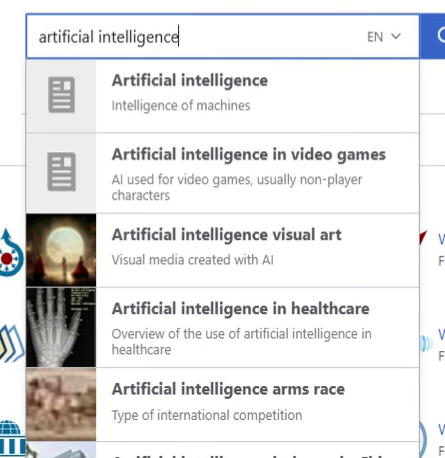 artificial intelligence
EN
Artificial intelligence
Intelligence of machines
Artificial intelligence in video games
AI used for video games, usually non-player
characters
Artificial intelligence visual art
Visual media created with AI
Artificial intelligence in healthcare
Overview of the use of artificial intelligence in
healthcare
Artificial intelligence arms race
Type of international competition